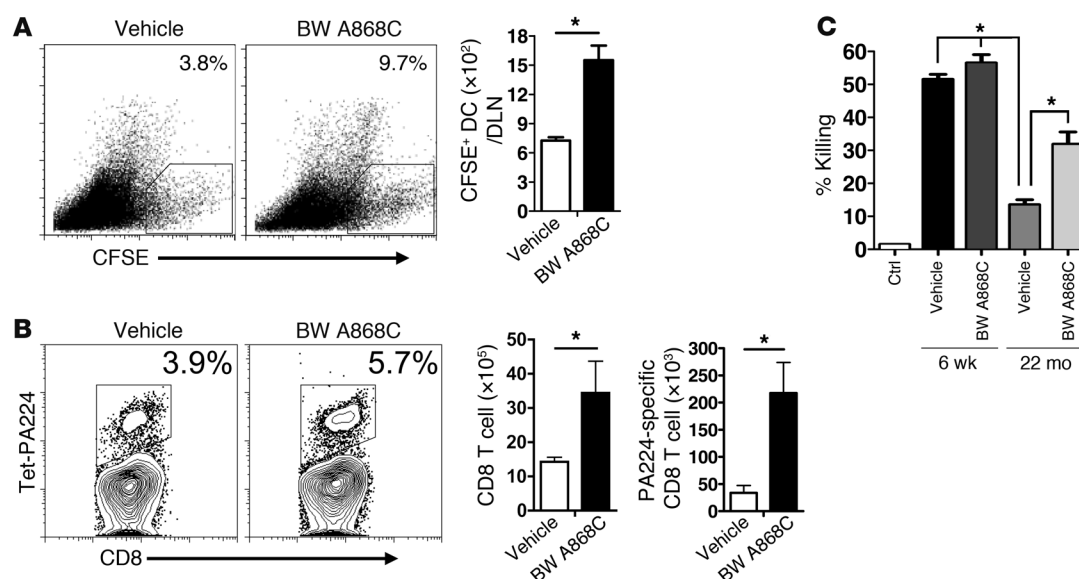 A
Vehicle
BW A868C
3.8%
9.7%
CFSE
CFSE⁺ DC (×10²)
/DLN
18
15
12
9
6
3
0
*
Vehicle
BW A868C
B
Vehicle
BW A868C
3.9%
5.7%
Tet-PA224
CD8
CD8 T cell (×10⁵)
50
40
30
20
10
0
*
Vehicle
BW A868C
PA224-specific
CD8 T cell (×10³)
300
250
200
150
100
50
0
*
Vehicle
BW A868C
C
% Killing
60
50
40
30
20
10
0
*
*
Ctrl
Vehicle
BW A868C
Vehicle
BW A868C
6 wk
22 mo